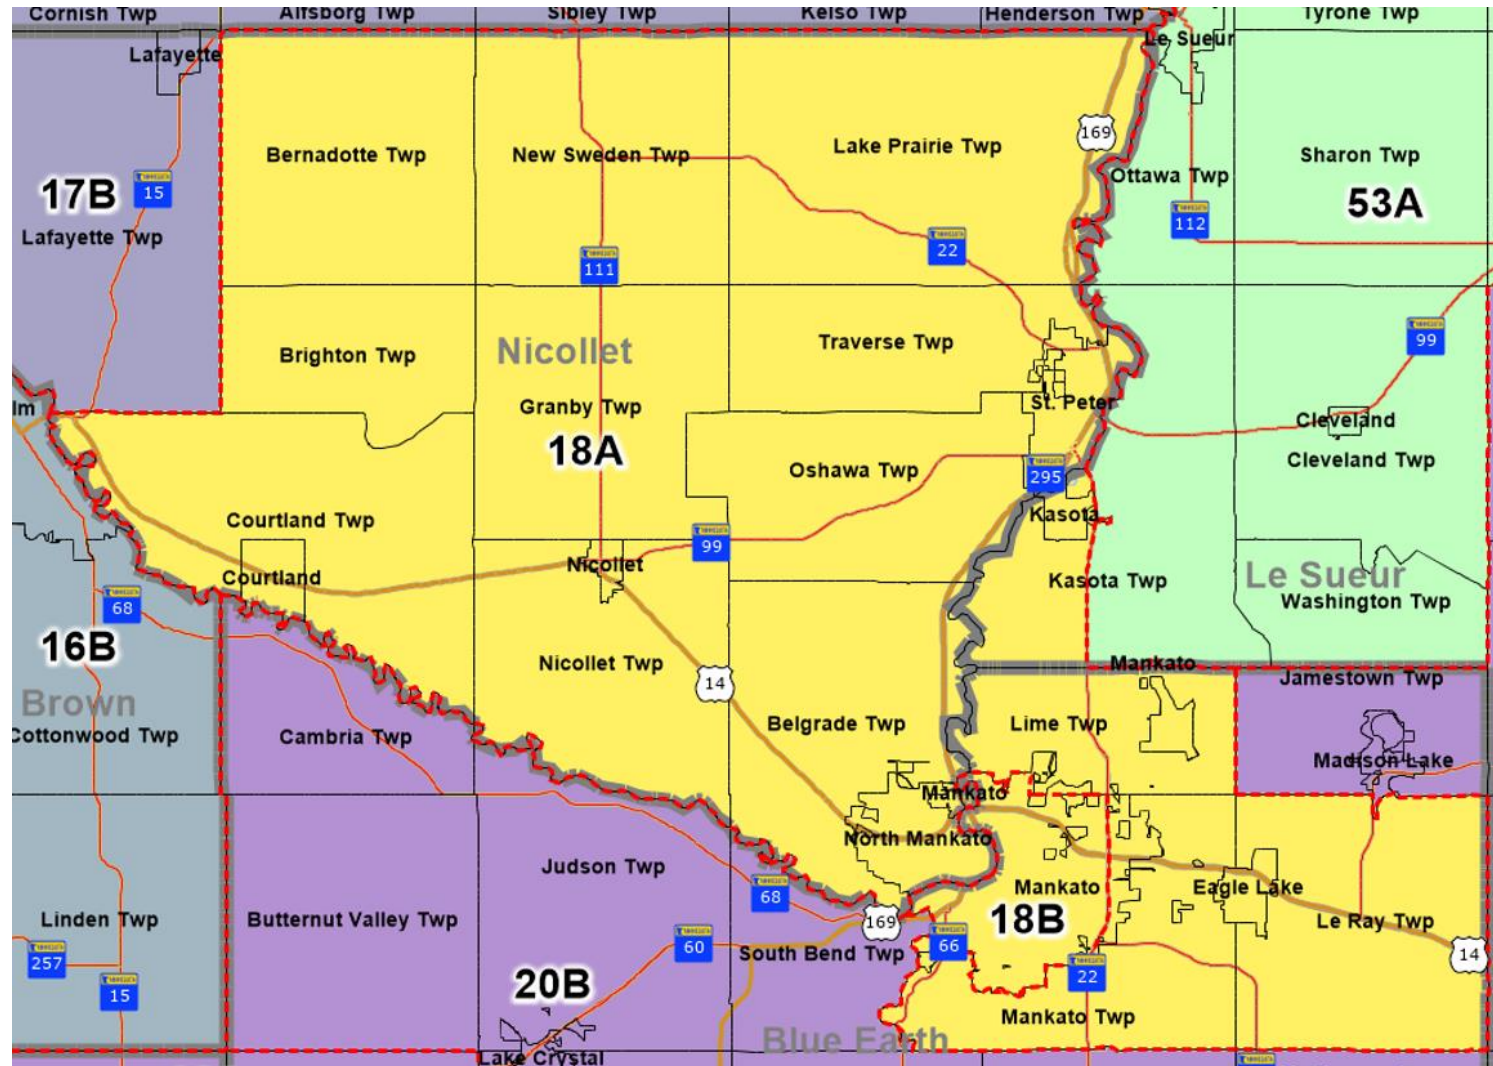 Cornish Twp
Alfsborg Twp
Sibley Twp
Kelso Twp
Henderson Twp
Tyrone Twp
Lafayette
Le Sueur
169
Bernadotte Twp
New Sweden Twp
Lake Prairie Twp
Sharon Twp
Ottawa Twp
17B
15
53A
112
Lafayette Twp
22
111
Brighton Twp
Nicollet
Traverse Twp
99
lm
Granby Twp
St. Peter
Cleveland
18A
Oshawa Twp
295
Cleveland Twp
Courtland Twp
Kasota
99
Nicollet
Courtland
Kasota Twp
Le Sueur
Washington Twp
68
16B
Nicollet Twp
14
Mankato
Jamestown Twp
Brown
Cottonwood Twp
Cambria Twp
Belgrade Twp
Lime Twp
Madison Lake
Mankato
North Mankato
Judson Twp
68
Mankato
Eagle Lake
Linden Twp
Butternut Valley Twp
169
18B
Le Ray Twp
257
60
South Bend Twp
66
14
15
20B
22
Mankato Twp
Blue Earth
Lake Crystal